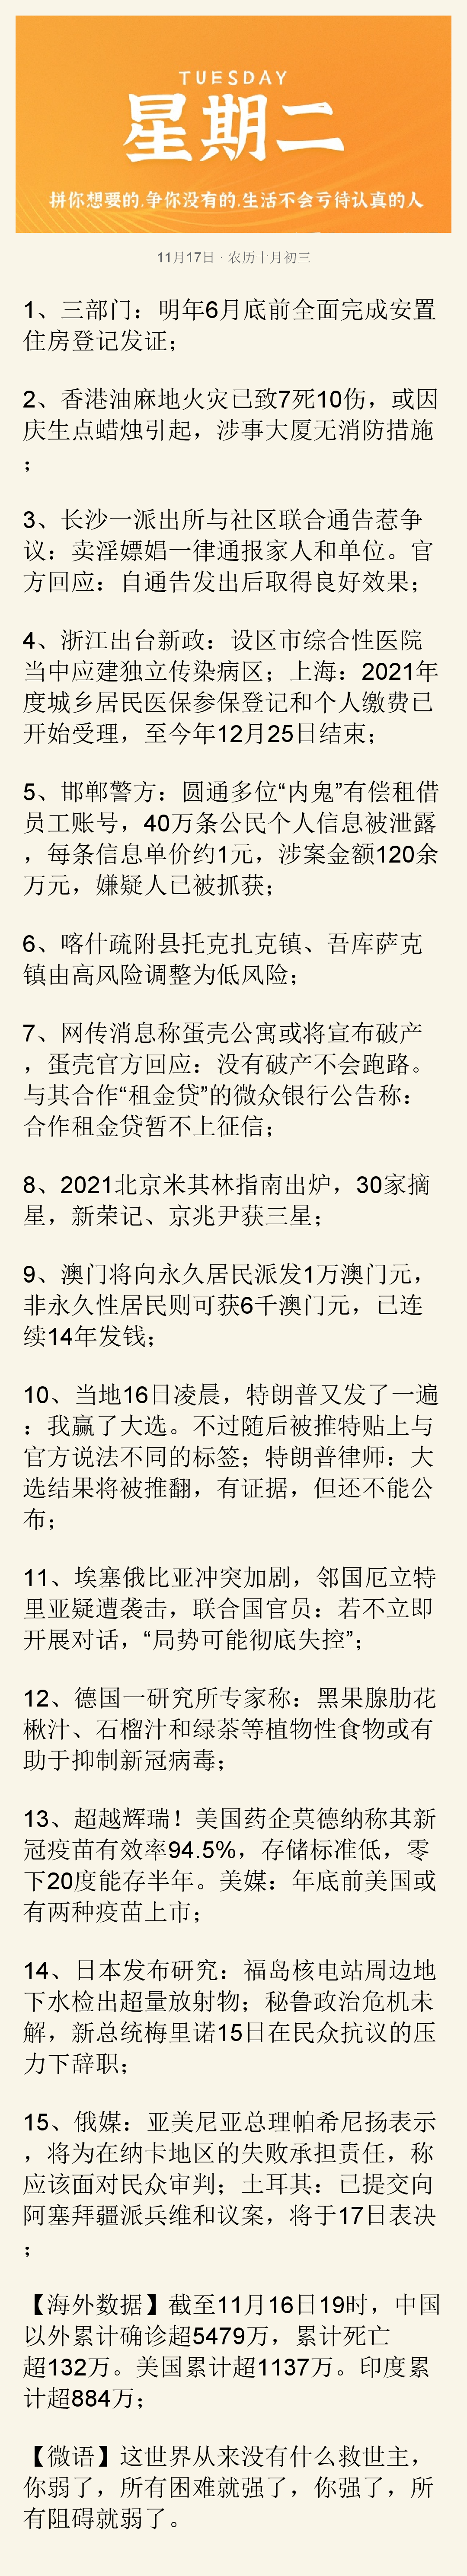 TUESDAY
星期二
拼你想要的,争你没有的,生活不会亏待认真的人
11月17日 · 农历十月初三
1、三部门：明年6月底前全面完成安置
住房登记发证；
2、香港油麻地火灾已致7死10伤，或因
庆生点蜡烛引起，涉事大厦无消防措施
；
3、长沙一派出所与社区联合通告惹争
议：卖淫嫖娼一律通报家人和单位。官
方回应：自通告发出后取得良好效果；
4、浙江出台新政：设区市综合性医院
当中应建独立传染病区；上海：2021年
度城乡居民医保参保登记和个人缴费已
开始受理，至今年12月25日结束；
5、邯郸警方：圆通多位“内鬼”有偿租借
员工账号，40万条公民个人信息被泄露
，每条信息单价约1元，涉案金额120余
万元，嫌疑人已被抓获；
6、喀什疏附县托克扎克镇、吾库萨克
镇由高风险调整为低风险；
7、网传消息称蛋壳公寓或将宣布破产
，蛋壳官方回应：没有破产不会跑路。
与其合作“租金贷”的微众银行公告称：
合作租金贷暂不上征信；
8、2021北京米其林指南出炉，30家摘
星，新荣记、京兆尹获三星；
9、澳门将向永久居民派发1万澳门元，
非永久性居民则可获6千澳门元，已连
续14年发钱；
10、当地16日凌晨，特朗普又发了一遍
：我赢了大选。不过随后被推特贴上与
官方说法不同的标签；特朗普律师：大
选结果将被推翻，有证据，但还不能公
布；
11、埃塞俄比亚冲突加剧，邻国厄立特
里亚疑遭袭击，联合国官员：若不立即
开展对话，“局势可能彻底失控”；
12、德国一研究所专家称：黑果腺肋花
楸汁、石榴汁和绿茶等植物性食物或有
助于抑制新冠病毒；
13、超越辉瑞！美国药企莫德纳称其新
冠疫苗有效率94.5%，存储标准低，零
下20度能存半年。美媒：年底前美国或
有两种疫苗上市；
14、日本发布研究：福岛核电站周边地
下水检出超量放射物；秘鲁政治危机未
解，新总统梅里诺15日在民众抗议的压
力下辞职；
15、俄媒：亚美尼亚总理帕希尼扬表示
，将为在纳卡地区的失败承担责任，称
应该面对民众审判；土耳其：已提交向
阿塞拜疆派兵维和议案，将于17日表决
；
【海外数据】截至11月16日19时，中国
以外累计确诊超5479万，累计死亡
超132万。美国累计超1137万。印度累
计超884万；
【微语】这世界从来没有什么救世主，
你弱了，所有困难就强了，你强了，所
有阻碍就弱了。